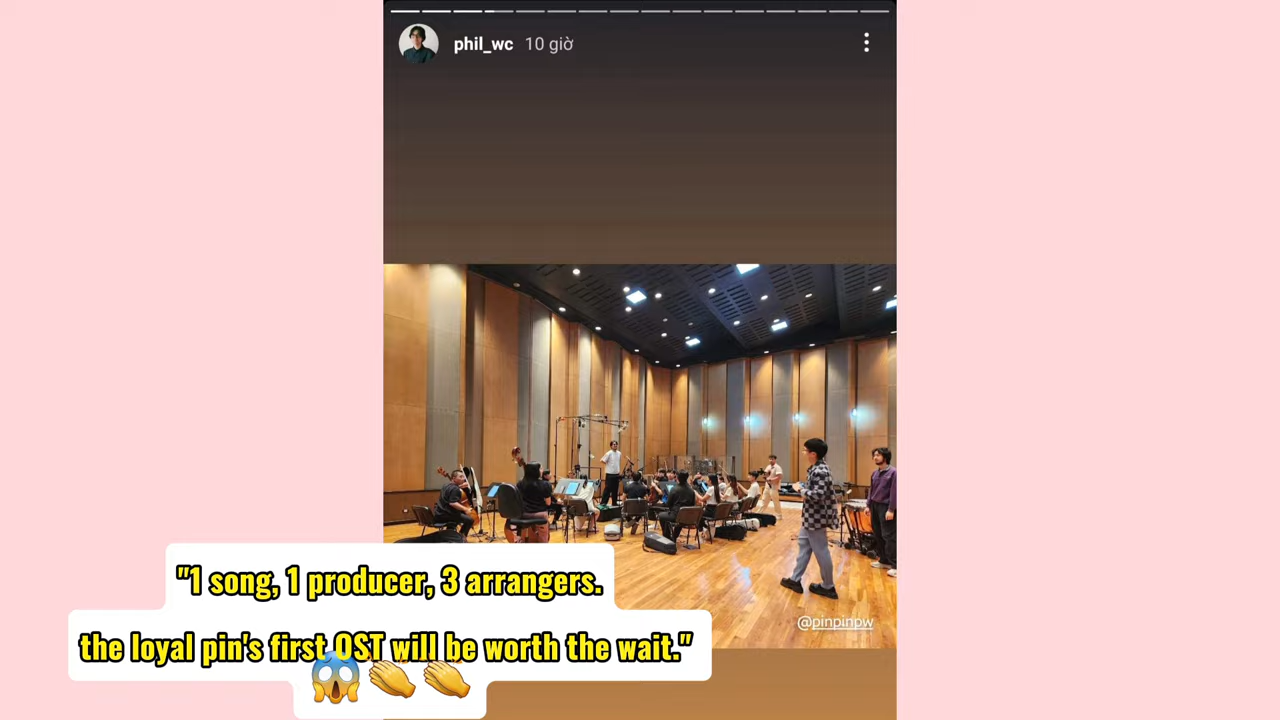 phil_wc 10 giờ
@pinpinpw
"1 song, 1 producer, 3 arrangers.
the loyal pin's first OST will be worth the wait."
😱👏👏